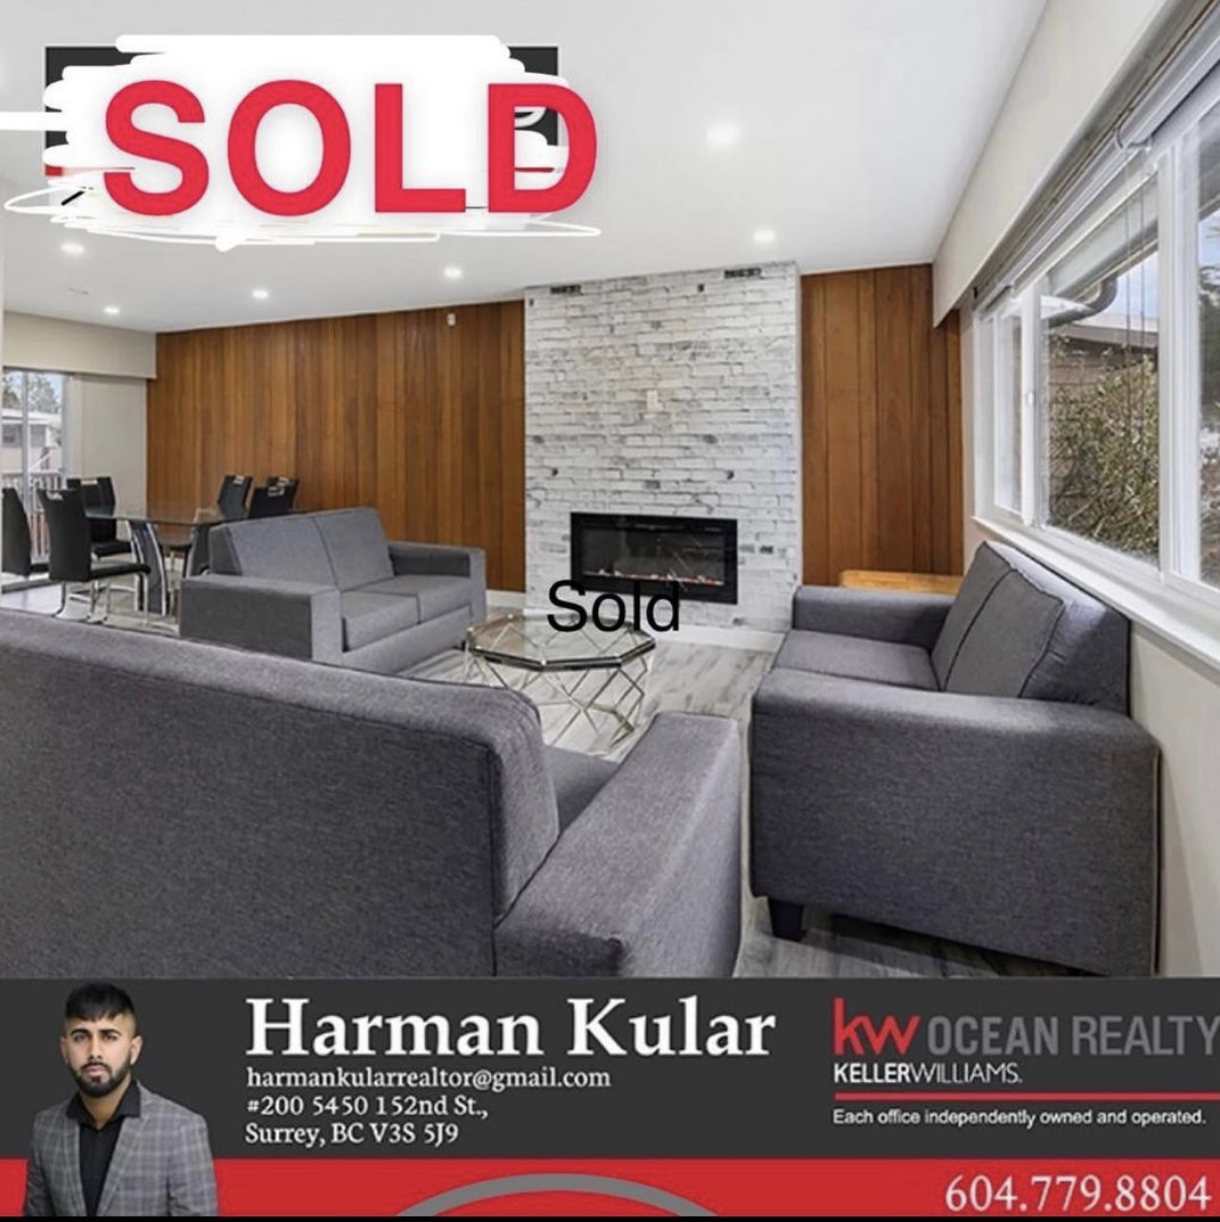 SOLD
Sold
Harman Kular
harmankularrealtor@gmail.com
#200 5450 152nd St.,
Surrey, BC V3S 5J9
kw OCEAN REALTY
KELLERWILLIAMS.
Each office independently owned and operated.
604.779.8804